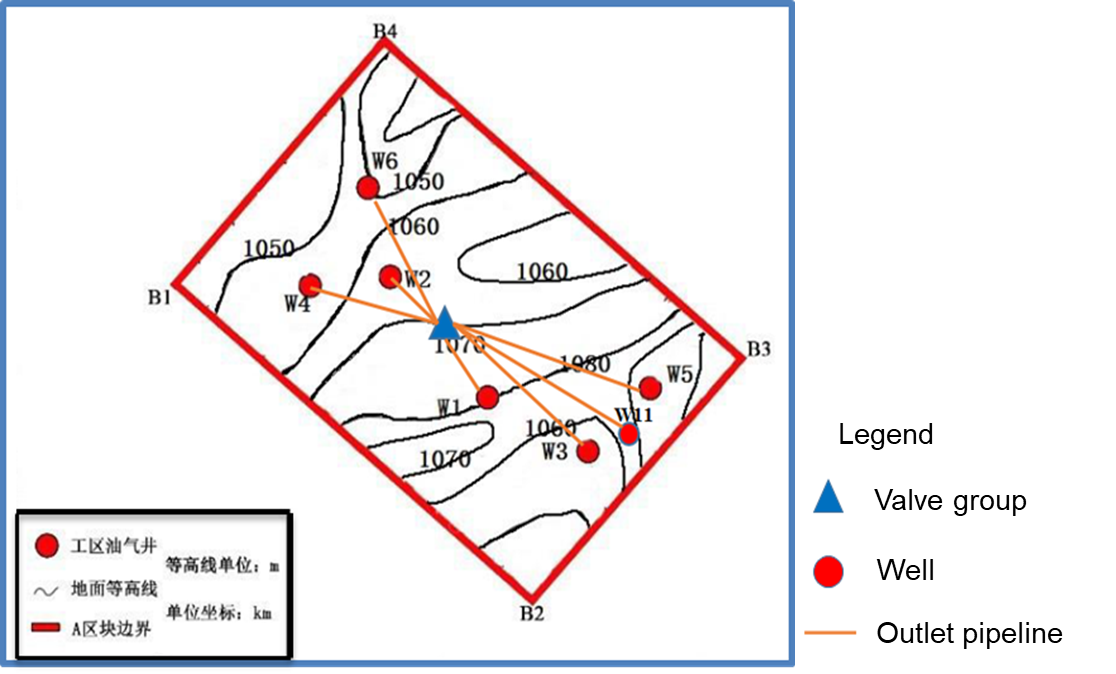 B4
W6
1050
1060
1050
W2
1060
B1
W4
1070
B3
1080
W5
W1
W11
1060
W3
1070
Legend
Valve group
Well
Outlet pipeline
工区油气井
等高线单位：m
地面等高线
单位坐标：km
A区块边界
B2